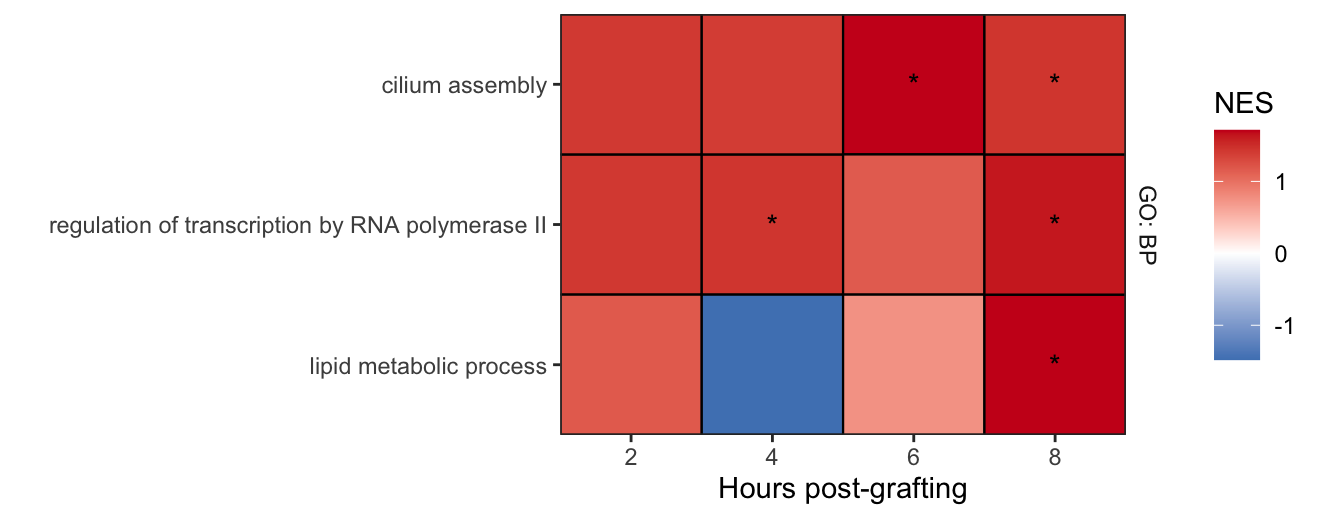 cilium assembly
*
*
regulation of transcription by RNA polymerase II
*
*
lipid metabolic process
*
2
4
6
8
Hours post-grafting
GO: BP
NES
1
0
-1